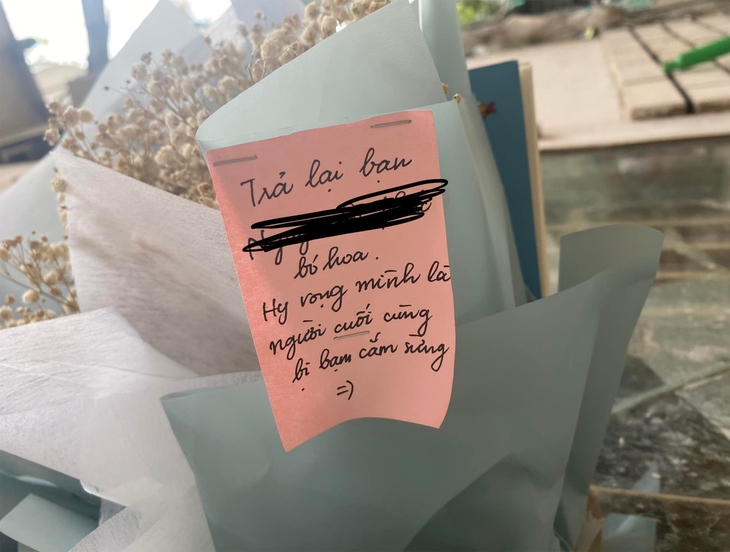 Trả lại bạn
bó hoa.
Hy vọng mình là
người cuối cùng
bị bạn cắm sừng
=)